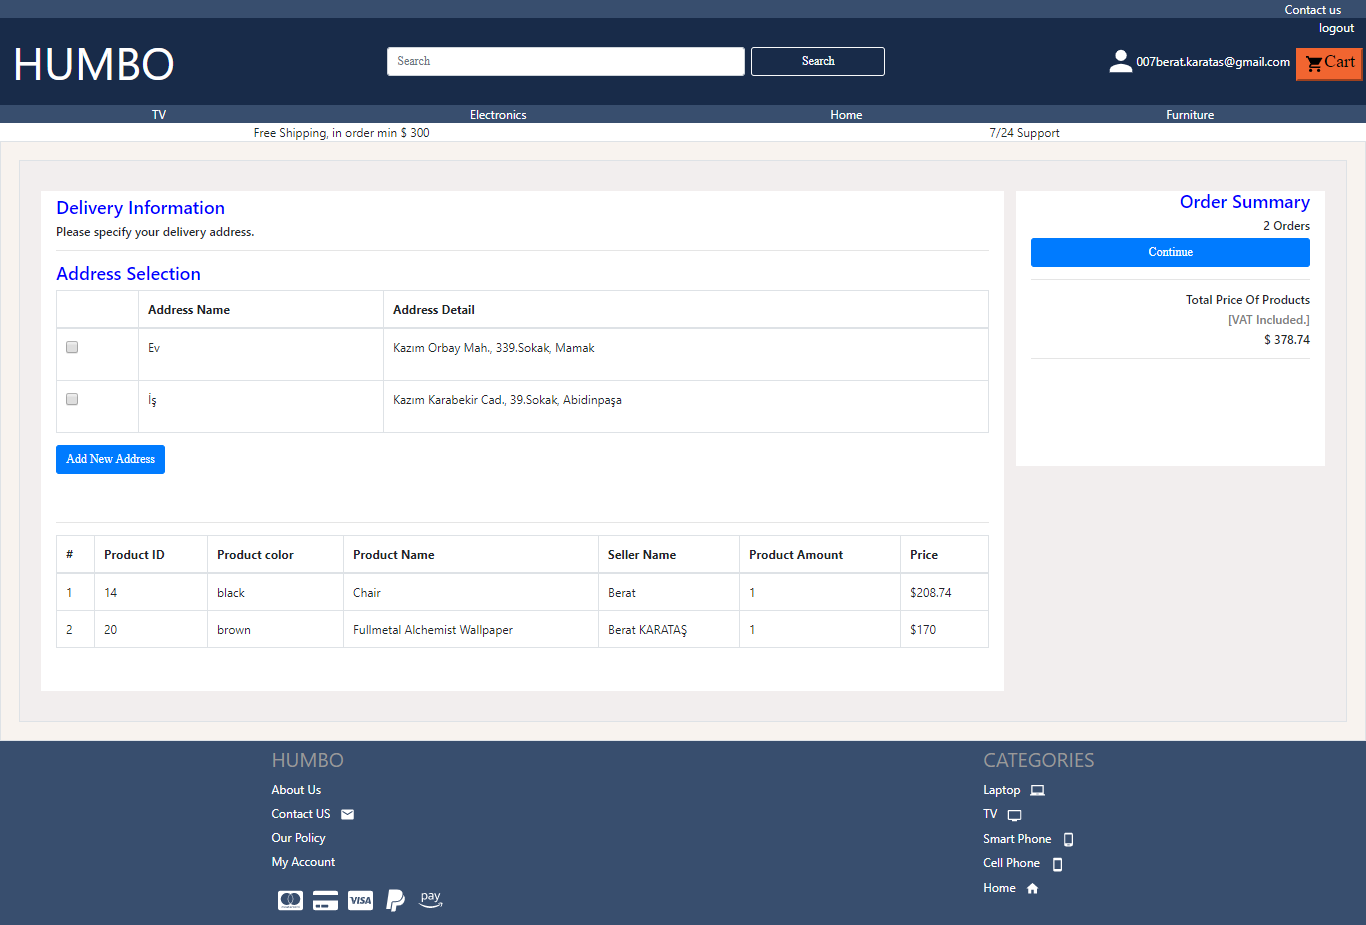 Contact us
logout
HUMBO
Search
Search
007berat.karatas@gmail.com
Cart
TV Electronics Home Furniture
Free Shipping, in order min $ 300 7/24 Support
Delivery Information
Please specify your delivery address.
Address Selection
Address Name Address Detail
Ev Kazım Orbay Mah., 339.Sokak, Mamak
İş Kazım Karabekir Cad., 39.Sokak, Abidinpaşa
Add New Address
# Product ID Product color Product Name Seller Name Product Amount Price
1 14 black Chair Berat 1 $208.74
2 20 brown Fullmetal Alchemist Wallpaper Berat KARATAŞ 1 $170
Order Summary
2 Orders
Continue
Total Price Of Products
[VAT Included.]
$ 378.74
HUMBO
About Us
Contact US
Our Policy
My Account
VISA
pay
CATEGORIES
Laptop
TV
Smart Phone
Cell Phone
Home